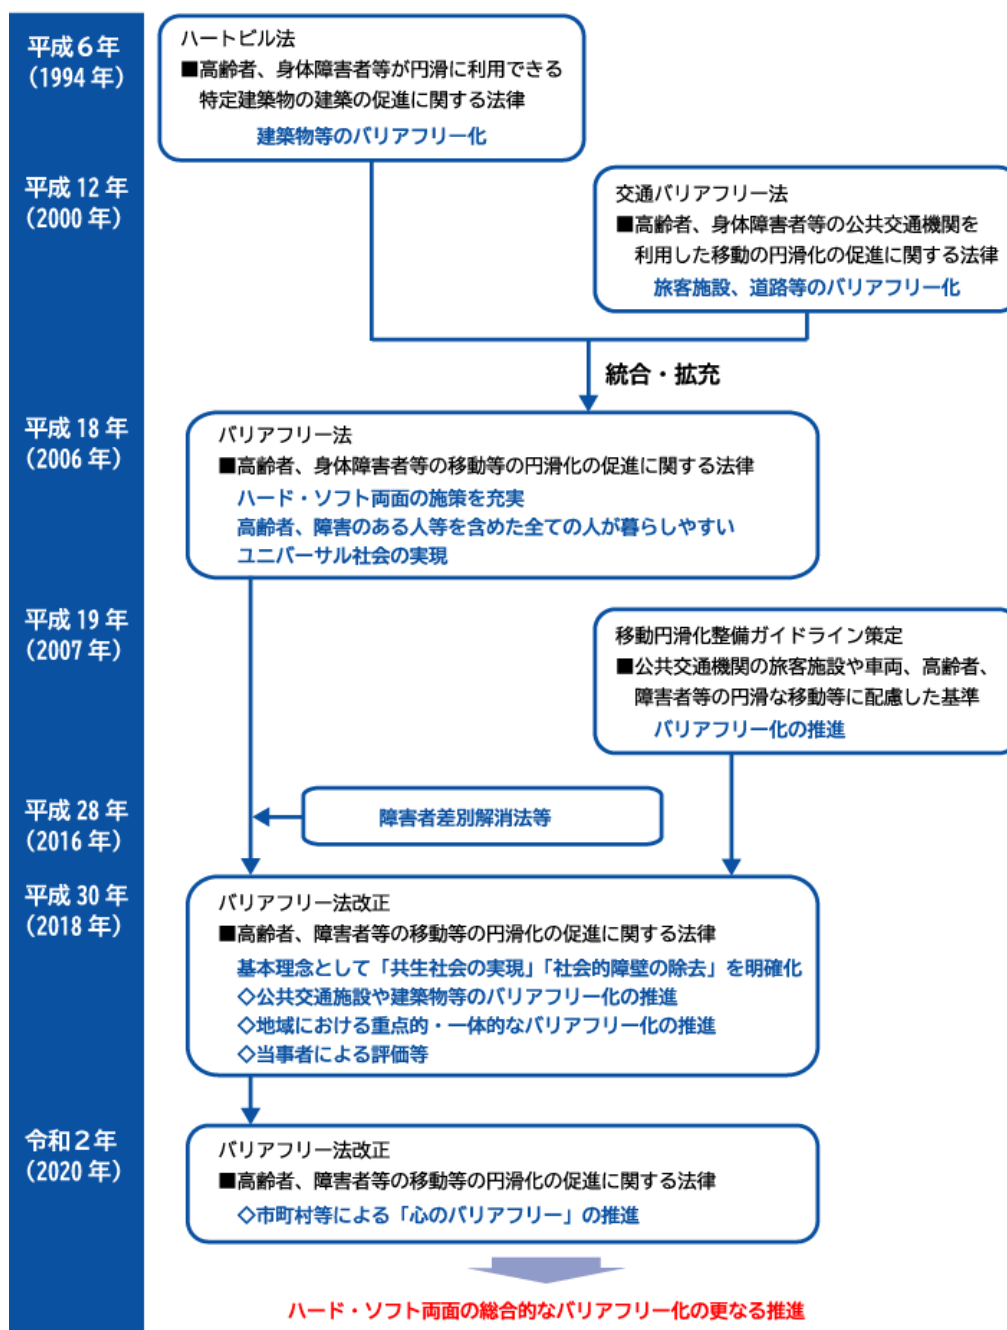 平成６年
（1994 年）
ハートビル法
■高齢者、身体障害者等が円滑に利用できる
特定建築物の建築の促進に関する法律
建築物等のバリアフリー化
平成 12 年
（2000 年）
交通バリアフリー法
■高齢者、身体障害者等の公共交通機関を
利用した移動の円滑化の促進に関する法律
旅客施設、道路等のバリアフリー化
統合・拡充
平成 18 年
（2006 年）
バリアフリー法
■高齢者、身体障害者等の移動等の円滑化の促進に関する法律
ハード・ソフト両面の施策を充実
高齢者、障害のある人等を含めた全ての人が暮らしやすい
ユニバーサル社会の実現
平成 19 年
（2007 年）
移動円滑化整備ガイドライン策定
■公共交通機関の旅客施設や車両、高齢者、
障害者等の円滑な移動等に配慮した基準
バリアフリー化の推進
平成 28 年
（2016 年）
障害者差別解消法等
平成 30 年
（2018 年）
バリアフリー法改正
■高齢者、障害者等の移動等の円滑化の促進に関する法律
基本理念として「共生社会の実現」「社会的障壁の除去」を明確化
◇公共交通施設や建築物等のバリアフリー化の推進
◇地域における重点的・一体的なバリアフリー化の推進
◇当事者による評価等
令和２年
（2020 年）
バリアフリー法改正
■高齢者、障害者等の移動等の円滑化の促進に関する法律
◇市町村等による「心のバリアフリー」の推進
ハード・ソフト両面の総合的なバリアフリー化の更なる推進